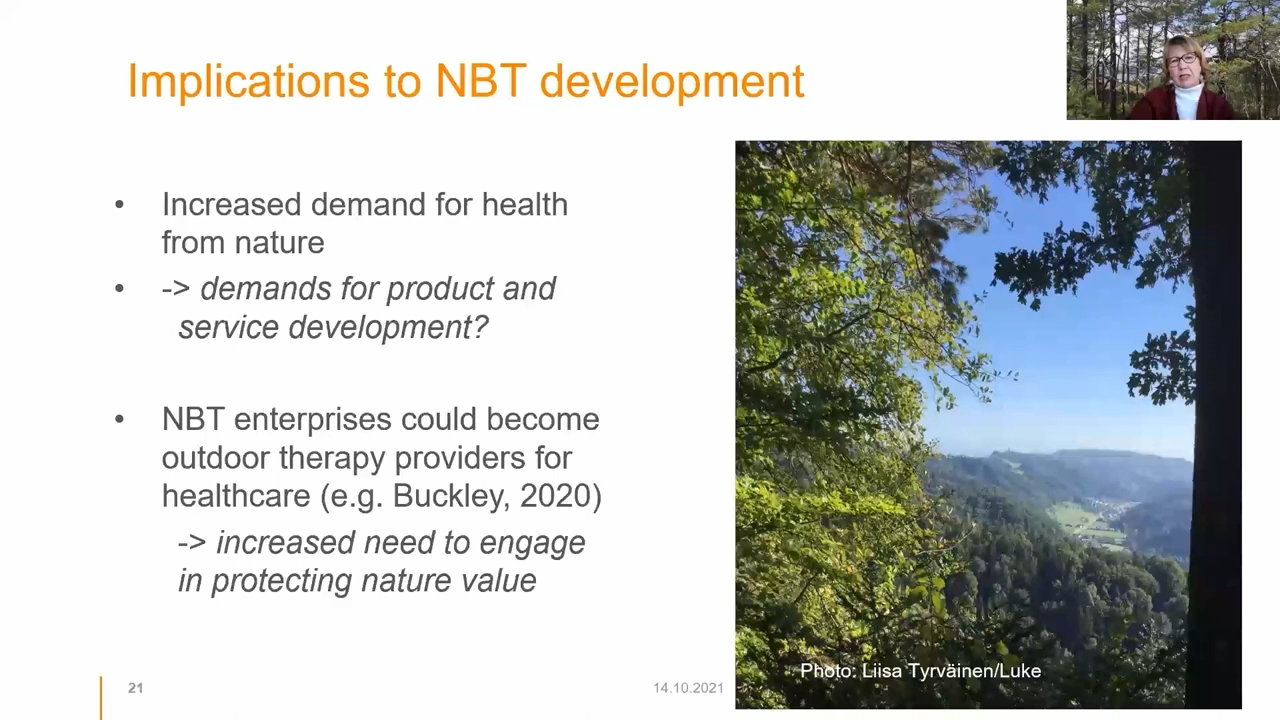 Implications to NBT development
• Increased demand for health
from nature
• -> demands for product and
service development?
• NBT enterprises could become
outdoor therapy providers for
healthcare (e.g. Buckley, 2020)
-> increased need to engage
in protecting nature value
Photo: Liisa Tyrväinen/Luke
21
14.10.2021